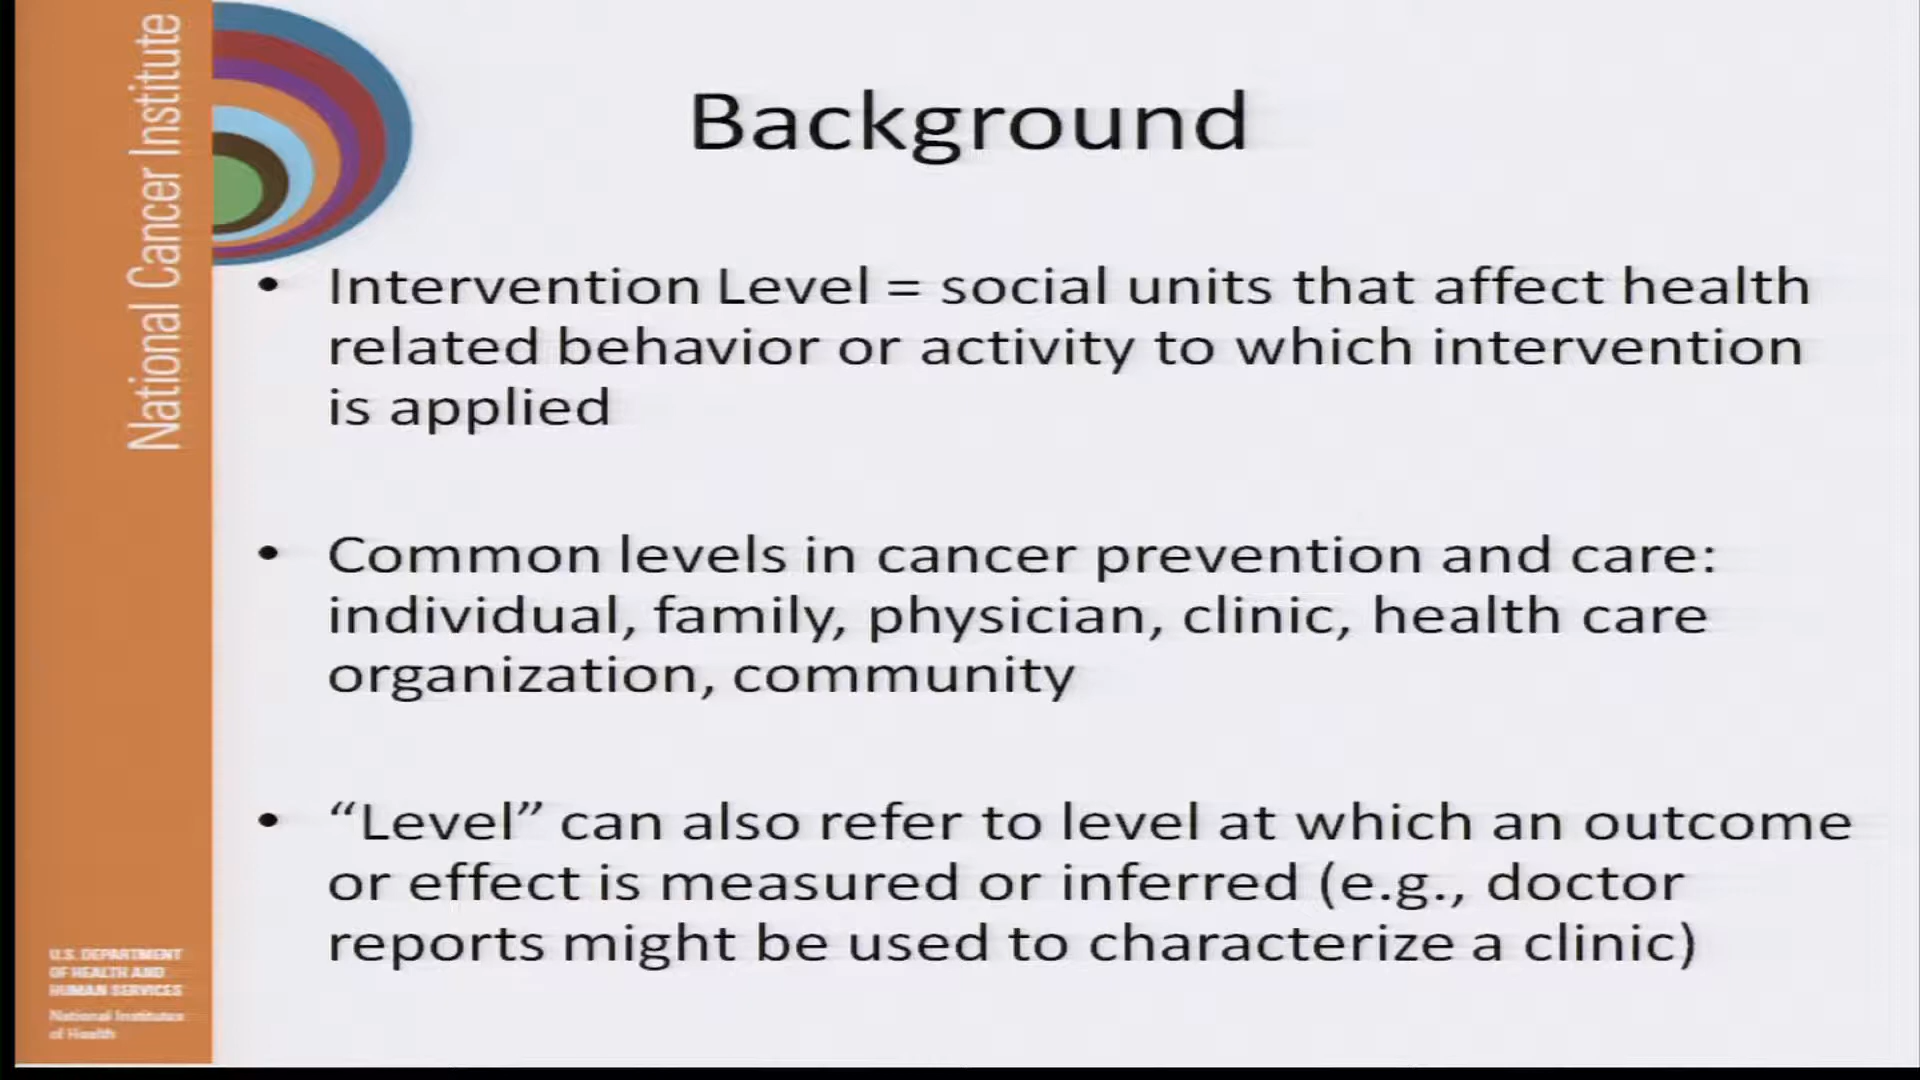 National Cancer Institute
Background
• Intervention Level = social units that affect health
related behavior or activity to which intervention
is applied
• Common levels in cancer prevention and care:
individual, family, physician, clinic, health care
organization, community
• “Level” can also refer to level at which an outcome
or effect is measured or inferred (e.g., doctor
reports might be used to characterize a clinic)
U.S. DEPARTMENT
OF HEALTH AND
HUMAN SERVICES
National Institutes
of Health